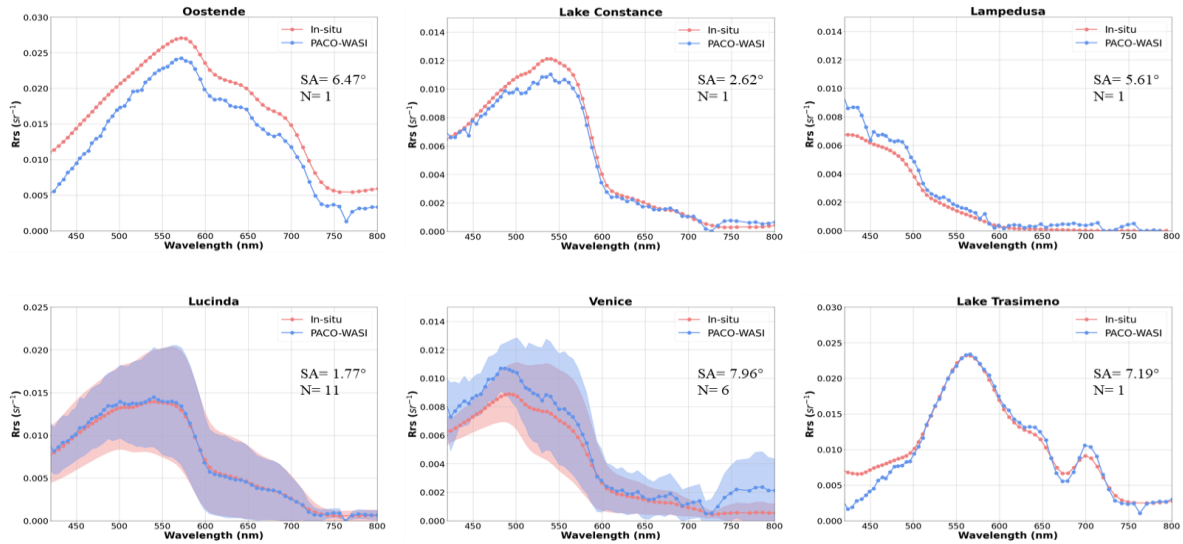 Oostende
0.030
0.025
0.020
0.015
0.010
0.005
0.000
Rrs (sr⁻¹)
In-situ
PACO-WASI
SA= 6.47°
N= 1
450 500 550 600 650 700 750 800
Wavelength (nm)
Lake Constance
0.014
0.012
0.010
0.008
0.006
0.004
0.002
0.000
Rrs (sr⁻¹)
In-situ
PACO-WASI
SA= 2.62°
N= 1
450 500 550 600 650 700 750 800
Wavelength (nm)
Lampedusa
0.014
0.012
0.010
0.008
0.006
0.004
0.002
0.000
Rrs (sr⁻¹)
In-situ
PACO-WASI
SA= 5.61°
N= 1
450 500 550 600 650 700 750 800
Wavelength (nm)
Lucinda
0.025
0.020
0.015
0.010
0.005
0.000
Rrs (sr⁻¹)
In-situ
PACO-WASI
SA= 1.77°
N= 11
450 500 550 600 650 700 750 800
Wavelength (nm)
Venice
0.014
0.012
0.010
0.008
0.006
0.004
0.002
0.000
Rrs (sr⁻¹)
In-situ
PACO-WASI
SA= 7.96°
N= 6
450 500 550 600 650 700 750 800
Wavelength (nm)
Lake Trasimeno
0.030
0.025
0.020
0.015
0.010
0.005
0.000
Rrs (sr⁻¹)
In-situ
PACO-WASI
SA= 7.19°
N= 1
450 500 550 600 650 700 750 800
Wavelength (nm)